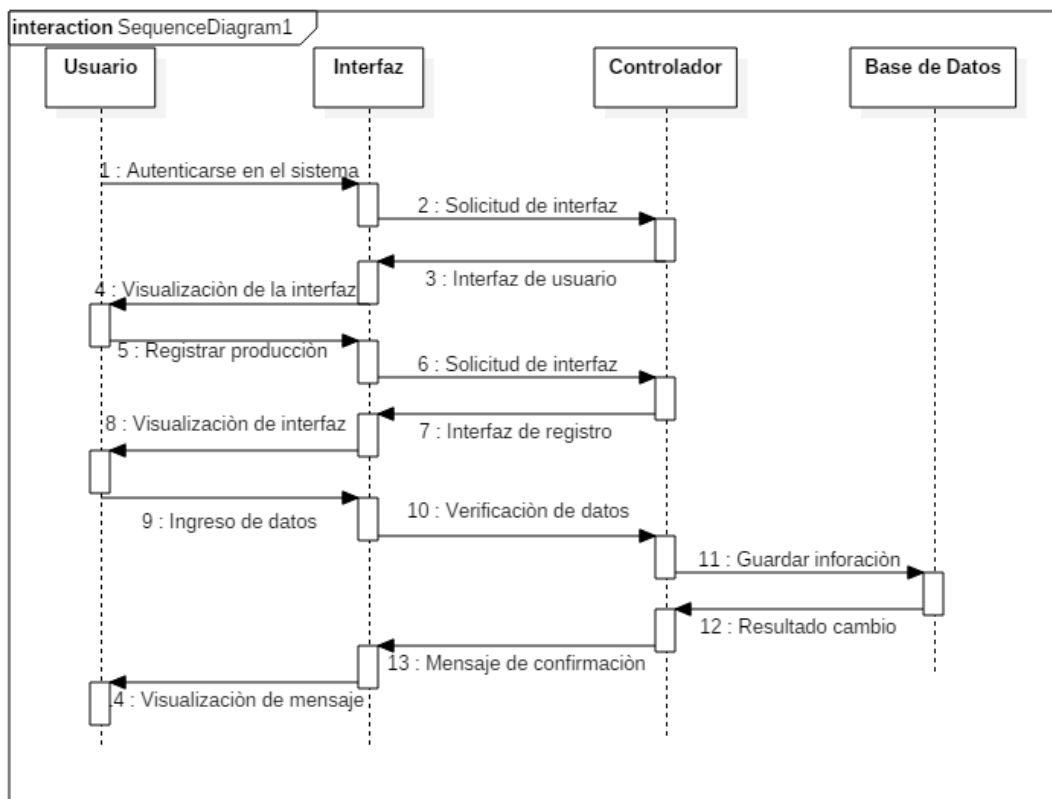 interaction SequenceDiagram1
Usuario
Interfaz
Controlador
Base de Datos
1 : Autenticarse en el sistema
2 : Solicitud de interfaz
3 : Interfaz de usuario
4 : Visualizaciòn de la interfaz
5 : Registrar producciòn
6 : Solicitud de interfaz
7 : Interfaz de registro
8 : Visualizaciòn de interfaz
9 : Ingreso de datos
10 : Verificaciòn de datos
11 : Guardar inforaciòn
12 : Resultado cambio
13 : Mensaje de confirmaciòn
14 : Visualizaciòn de mensaje